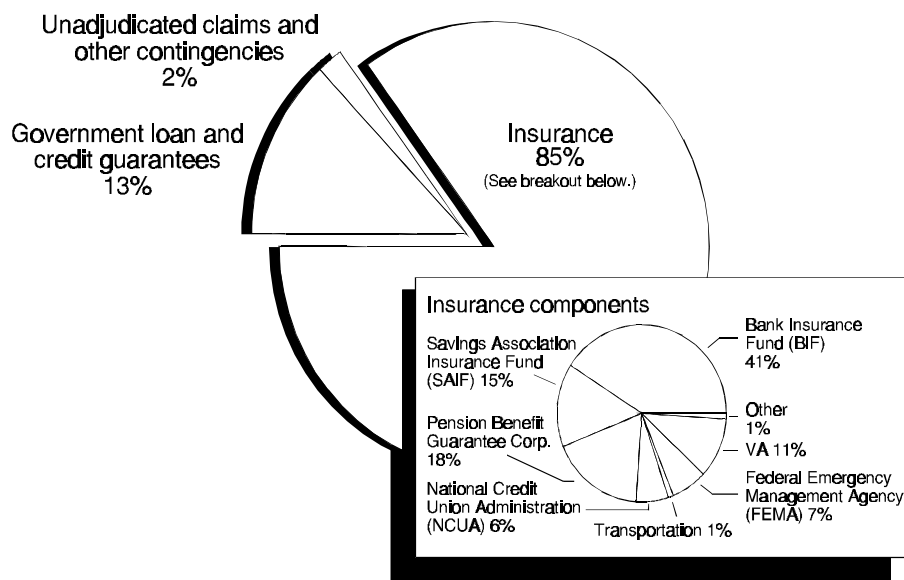 Unadjudicated claims and
other contingencies
2%
Government loan and
credit guarantees
13%
Insurance
85%
(See breakout below.)
Insurance components
Savings Association
Insurance Fund
(SAIF) 15%
Pension Benefit
Guarantee Corp.
18%
National Credit
Union Administration
(NCUA) 6%
Transportation 1%
Bank Insurance
Fund (BIF)
41%
Other
1%
VA 11%
Federal Emergency
Management Agency
(FEMA) 7%